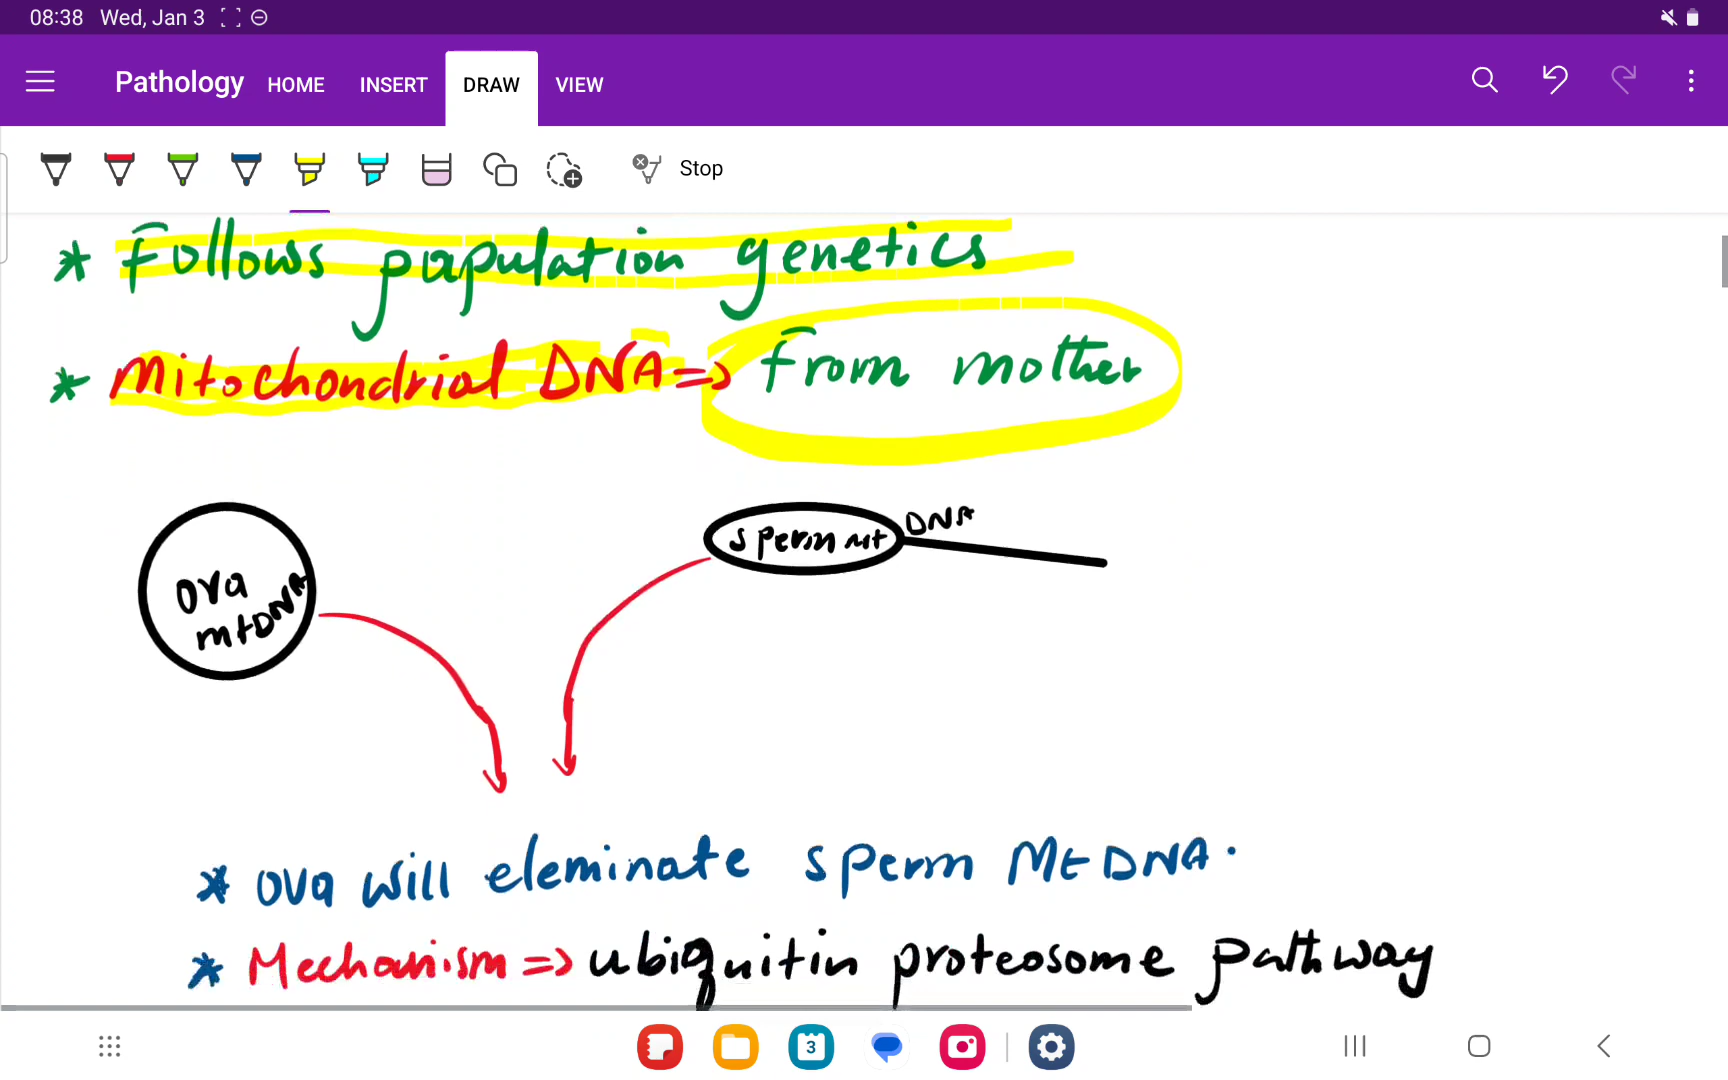 08:38 Wed, Jan 3
Pathology HOME INSERT DRAW VIEW
Stop
* Follows population genetics
* Mitochondrial DNA => from mother
ova
mtDNA
sperm mt DNA
* ova will eleminate sperm Mt DNA.
* Mechanism => ubiquitin proteosome pathway
3